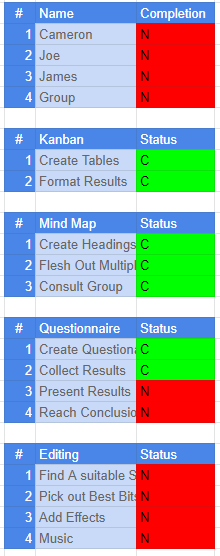 # Name Completion
1 Cameron N
2 Joe N
3 James N
4 Group N
# Kanban Status
1 Create Tables C
2 Format Results C
# Mind Map Status
1 Create Headings C
2 Flesh Out Multipl C
3 Consult Group C
# Questionnaire Status
1 Create Questiona C
2 Collect Results C
3 Present Results N
4 Reach Conclusio N
# Editing Status
1 Find A suitable S N
2 Pick out Best Bits N
3 Add Effects N
4 Music N